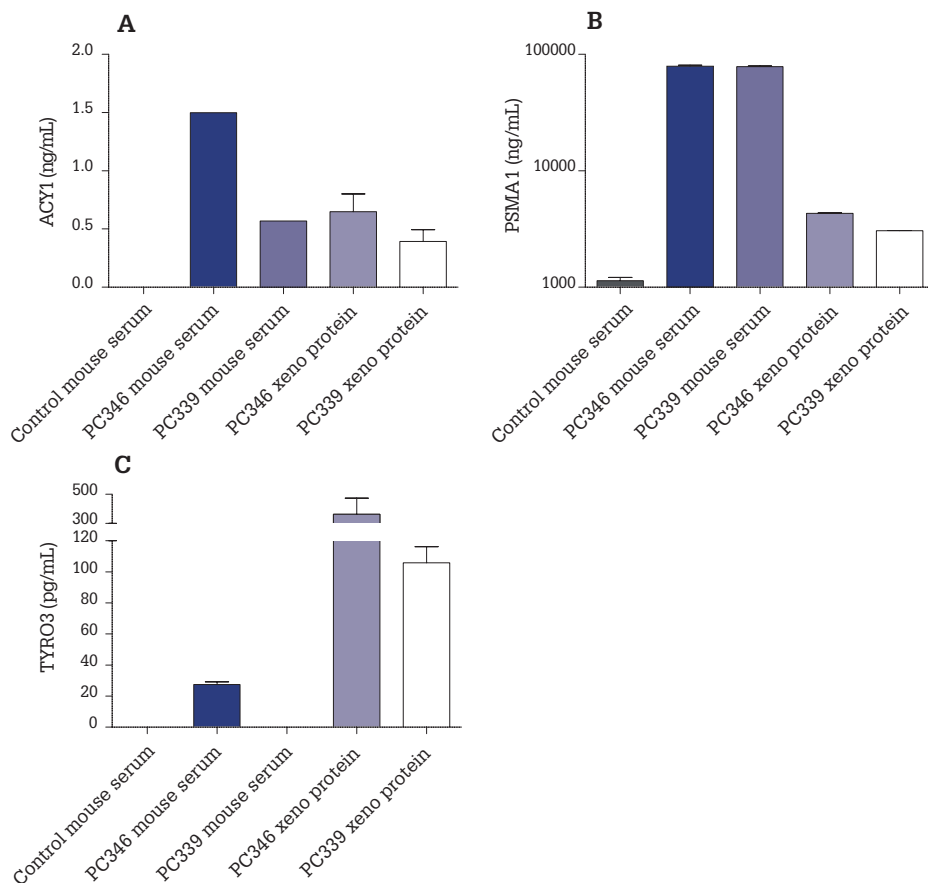 A
ACY1 (ng/mL)
2.0
1.5
1.0
0.5
0.0
Control mouse serum
PC346 mouse serum
PC339 mouse serum
PC346 xeno protein
PC339 xeno protein
B
PSMA1 (ng/mL)
100000
10000
1000
Control mouse serum
PC346 mouse serum
PC339 mouse serum
PC346 xeno protein
PC339 xeno protein
C
TYRO3 (pg/mL)
500
300
120
100
80
60
40
20
0
Control mouse serum
PC346 mouse serum
PC339 mouse serum
PC346 xeno protein
PC339 xeno protein